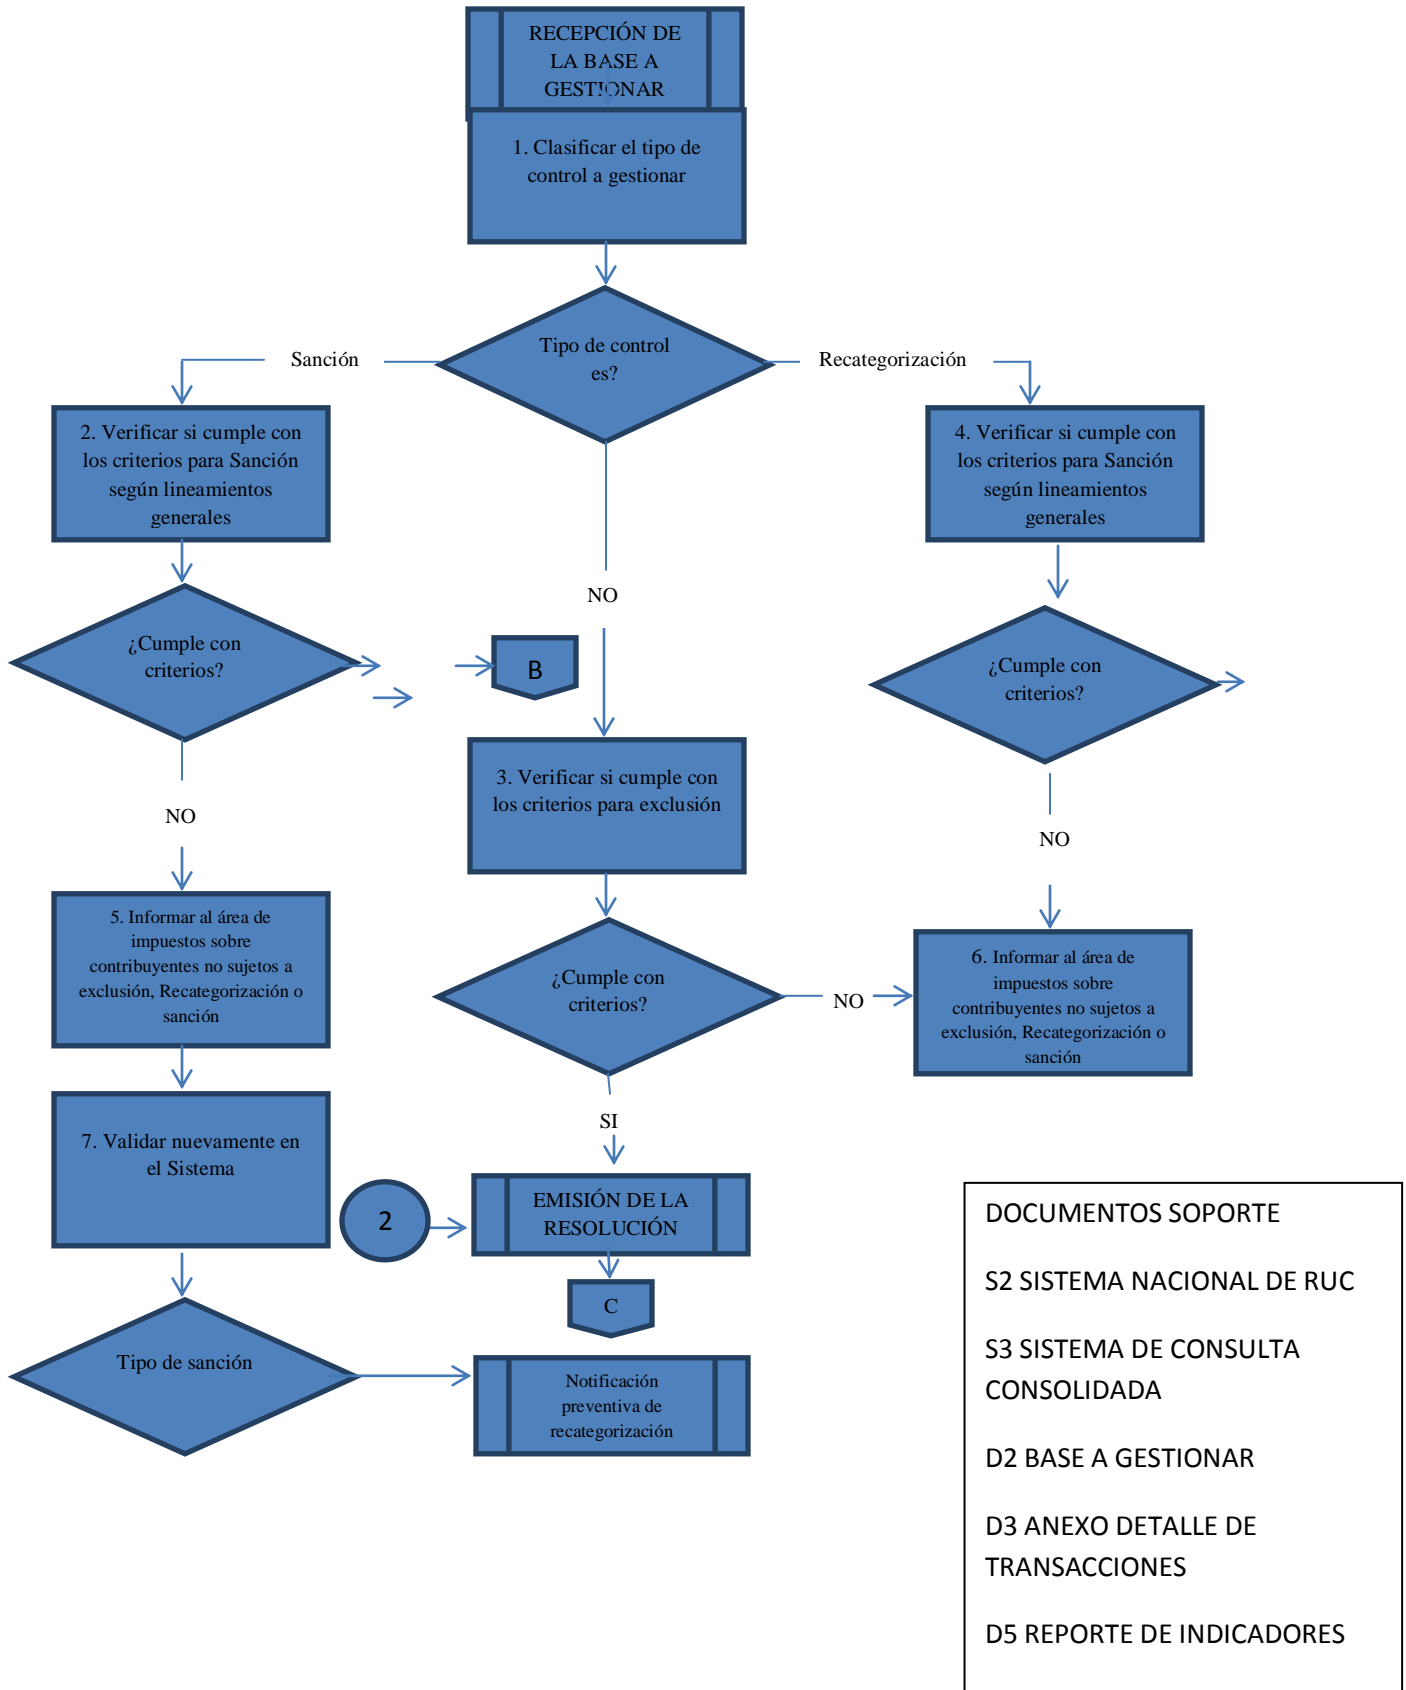 RECEPCIÓN DE
LA BASE A
GESTIONAR
1. Clasificar el tipo de
control a gestionar
Tipo de control
es?
Sanción
Recategorización
2. Verificar si cumple con
los criterios para Sanción
según lineamientos
generales
4. Verificar si cumple con
los criterios para Sanción
según lineamientos
generales
NO
¿Cumple con
criterios?
B
¿Cumple con
criterios?
NO
3. Verificar si cumple con
los criterios para exclusión
NO
5. Informar al área de
impuestos sobre
contribuyentes no sujetos a
exclusión, Recategorización o
sanción
¿Cumple con
criterios?
NO
6. Informar al área de
impuestos sobre
contribuyentes no sujetos a
exclusión, Recategorización o
sanción
SI
7. Validar nuevamente en
el Sistema
2
EMISIÓN DE LA
RESOLUCIÓN
C
Tipo de sanción
Notificación
preventiva de
recategorización
DOCUMENTOS SOPORTE
S2 SISTEMA NACIONAL DE RUC
S3 SISTEMA DE CONSULTA
CONSOLIDADA
D2 BASE A GESTIONAR
D3 ANEXO DETALLE DE
TRANSACCIONES
D5 REPORTE DE INDICADORES